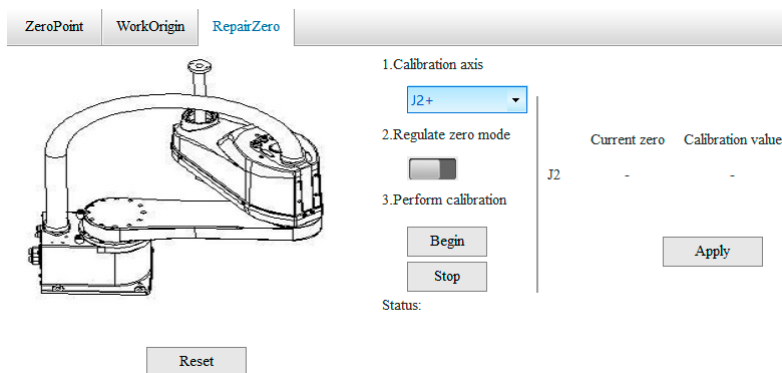 ZeroPoint WorkOrigin RepairZero
1.Calibration axis
J2+
2.Regulate zero mode
Current zero Calibration value
J2 - -
3.Perform calibration
Begin
Apply
Stop
Status:
Reset